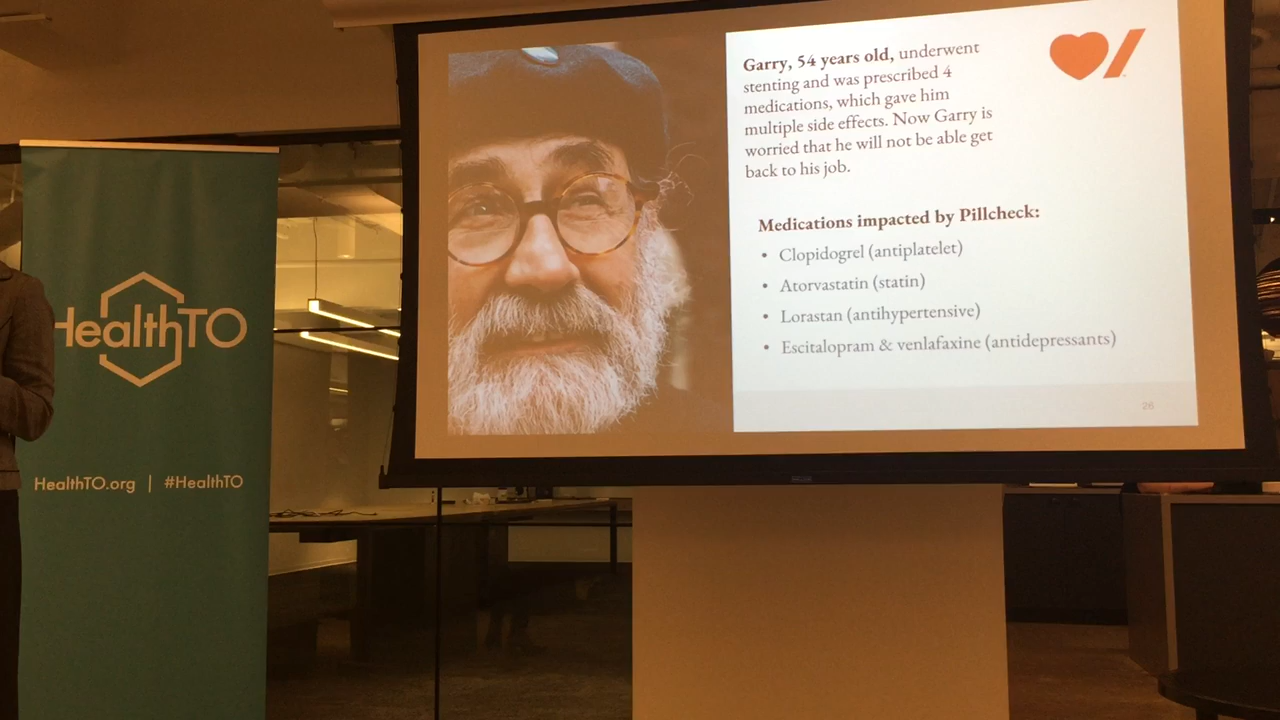 HealthTO
HealthTO.org | #HealthTO
Garry, 54 years old, underwent
stenting and was prescribed 4
medications, which gave him
multiple side effects. Now Garry is
worried that he will not be able get
back to his job.
Medications impacted by Pillcheck:
• Clopidogrel (antiplatelet)
• Atorvastatin (statin)
• Lorastan (antihypertensive)
• Escitalopram & venlafaxine (antidepressants)
26